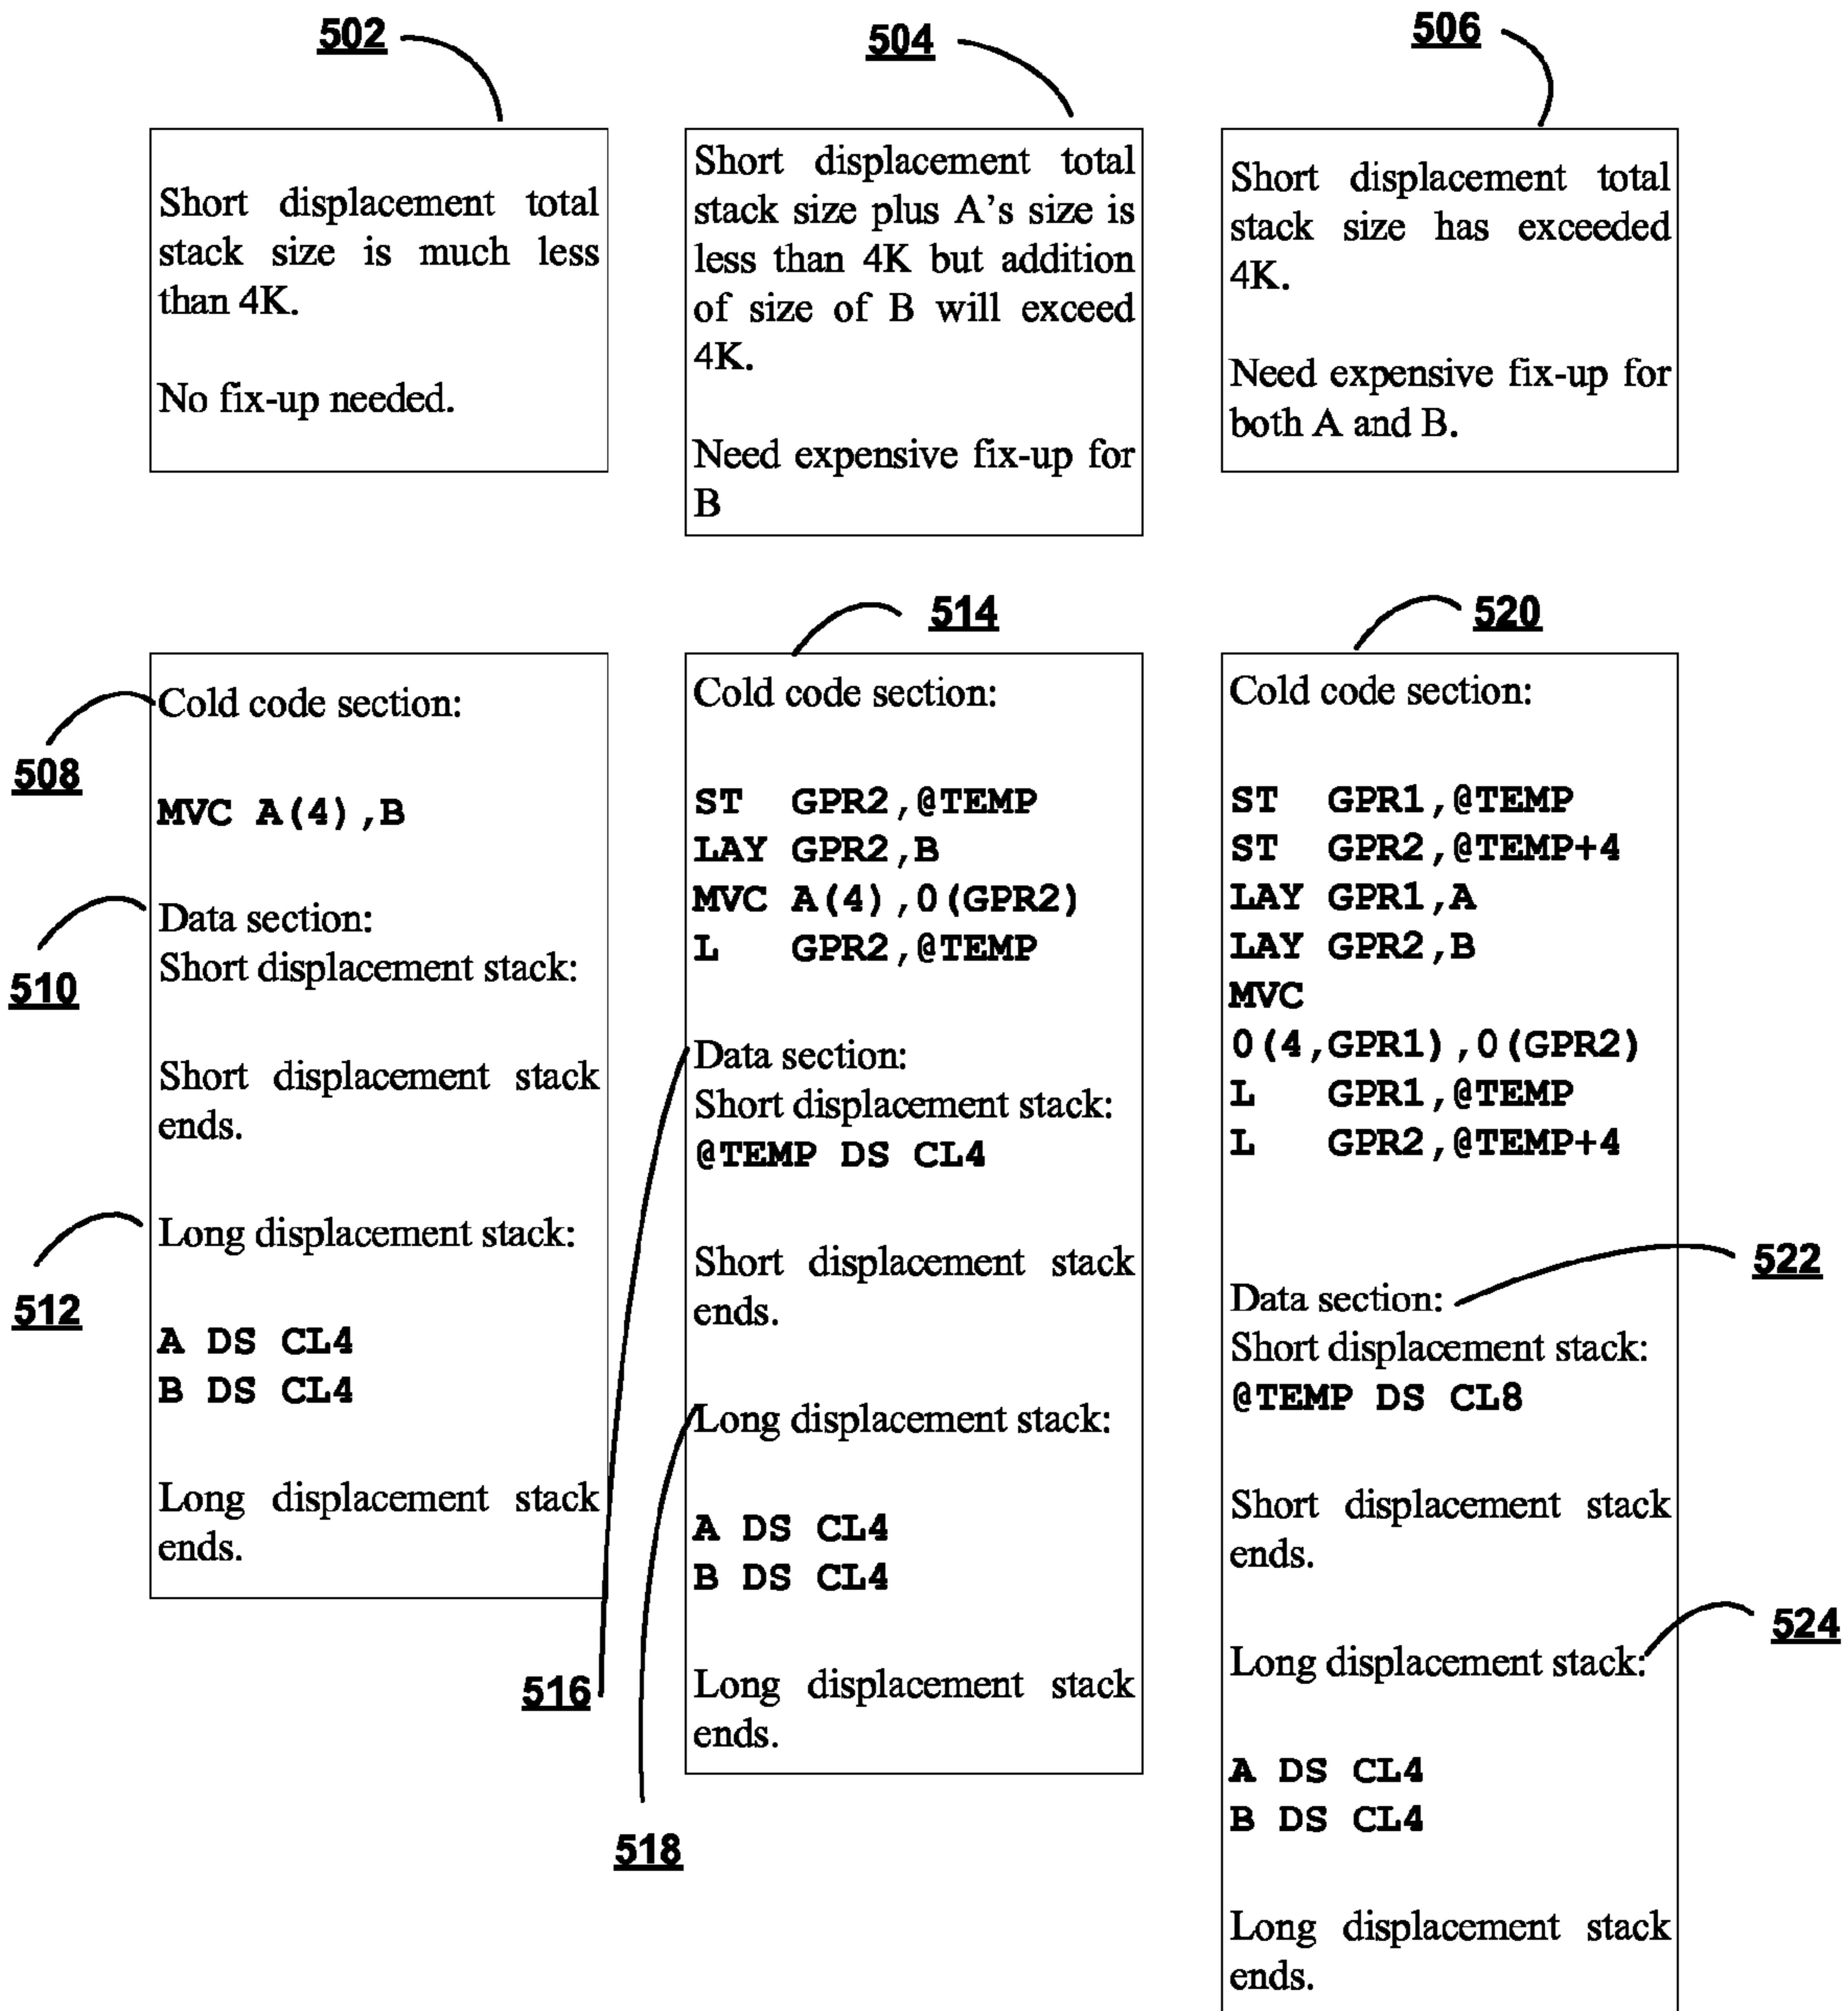 502
504
506
Short displacement total
stack size is much less
than 4K.
No fix-up needed.
Short displacement total
stack size plus A's size is
less than 4K but addition
of size of B will exceed
4K.
Need expensive fix-up for
B
Short displacement total
stack size has exceeded
4K.
Need expensive fix-up for
both A and B.
508
Cold code section:
MVC A(4),B
510
Data section:
Short displacement stack:
Short displacement stack
ends.
512
Long displacement stack:
A DS CL4
B DS CL4
Long displacement stack
ends.
514
Cold code section:
ST GPR2,@TEMP
LAY GPR2,B
MVC A(4),0(GPR2)
L GPR2,@TEMP
516
Data section:
Short displacement stack:
@TEMP DS CL4
Short displacement stack
ends.
518
Long displacement stack:
A DS CL4
B DS CL4
Long displacement stack
ends.
520
Cold code section:
ST GPR1,@TEMP
ST GPR2,@TEMP+4
LAY GPR1,A
LAY GPR2,B
MVC
0(4,GPR1),0(GPR2)
L GPR1,@TEMP
L GPR2,@TEMP+4
522
Data section:
Short displacement stack:
@TEMP DS CL8
Short displacement stack
ends.
524
Long displacement stack:
A DS CL4
B DS CL4
Long displacement stack
ends.